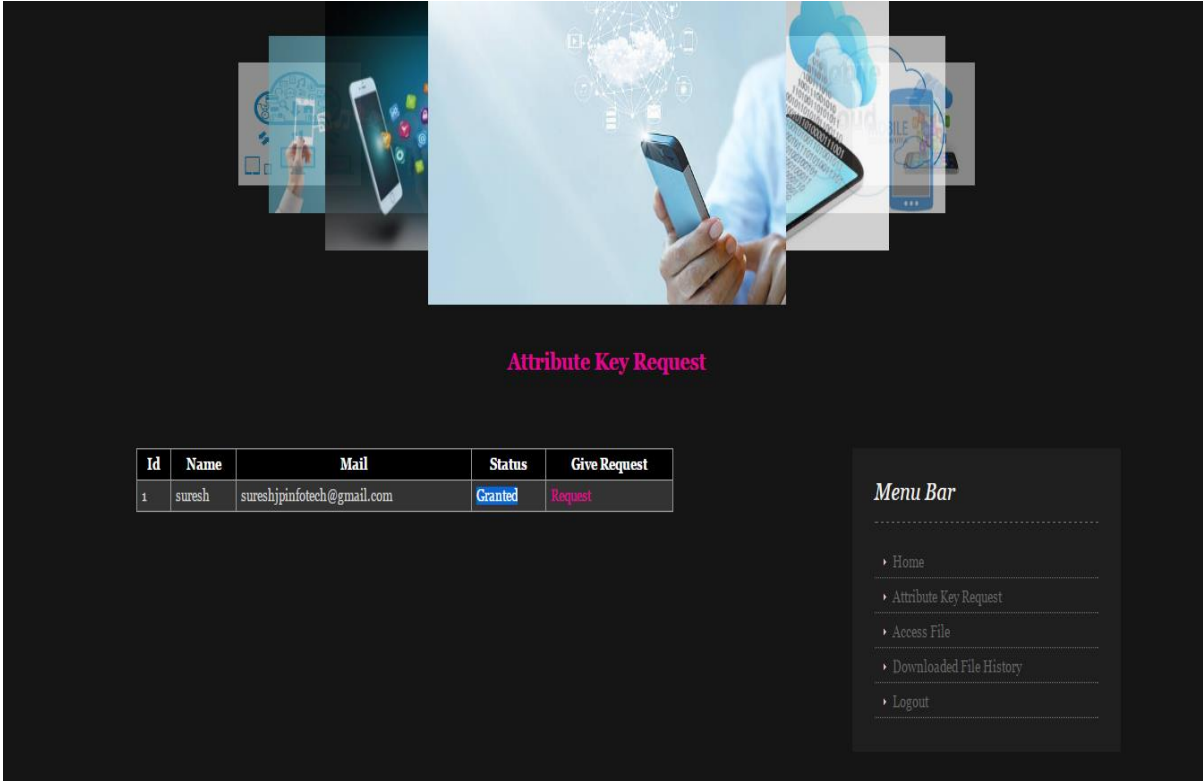 Attribute Key Request
Id Name Mail Status Give Request
1 suresh sureshjpinfotech@gmail.com Granted Request
Menu Bar
Home
Attribute Key Request
Access File
Downloaded File History
Logout